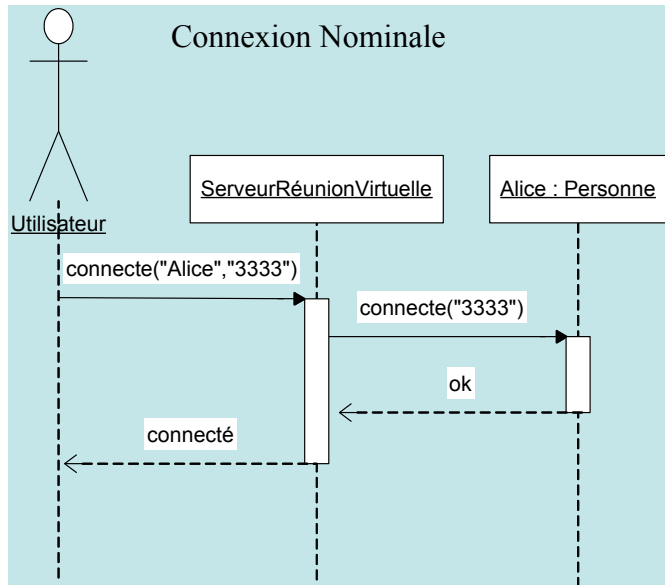 Connexion Nominale
ServeurRéunionVirtuelle
Alice : Personne
Utilisateur
connecte("Alice","3333")
connecte("3333")
ok
connecté